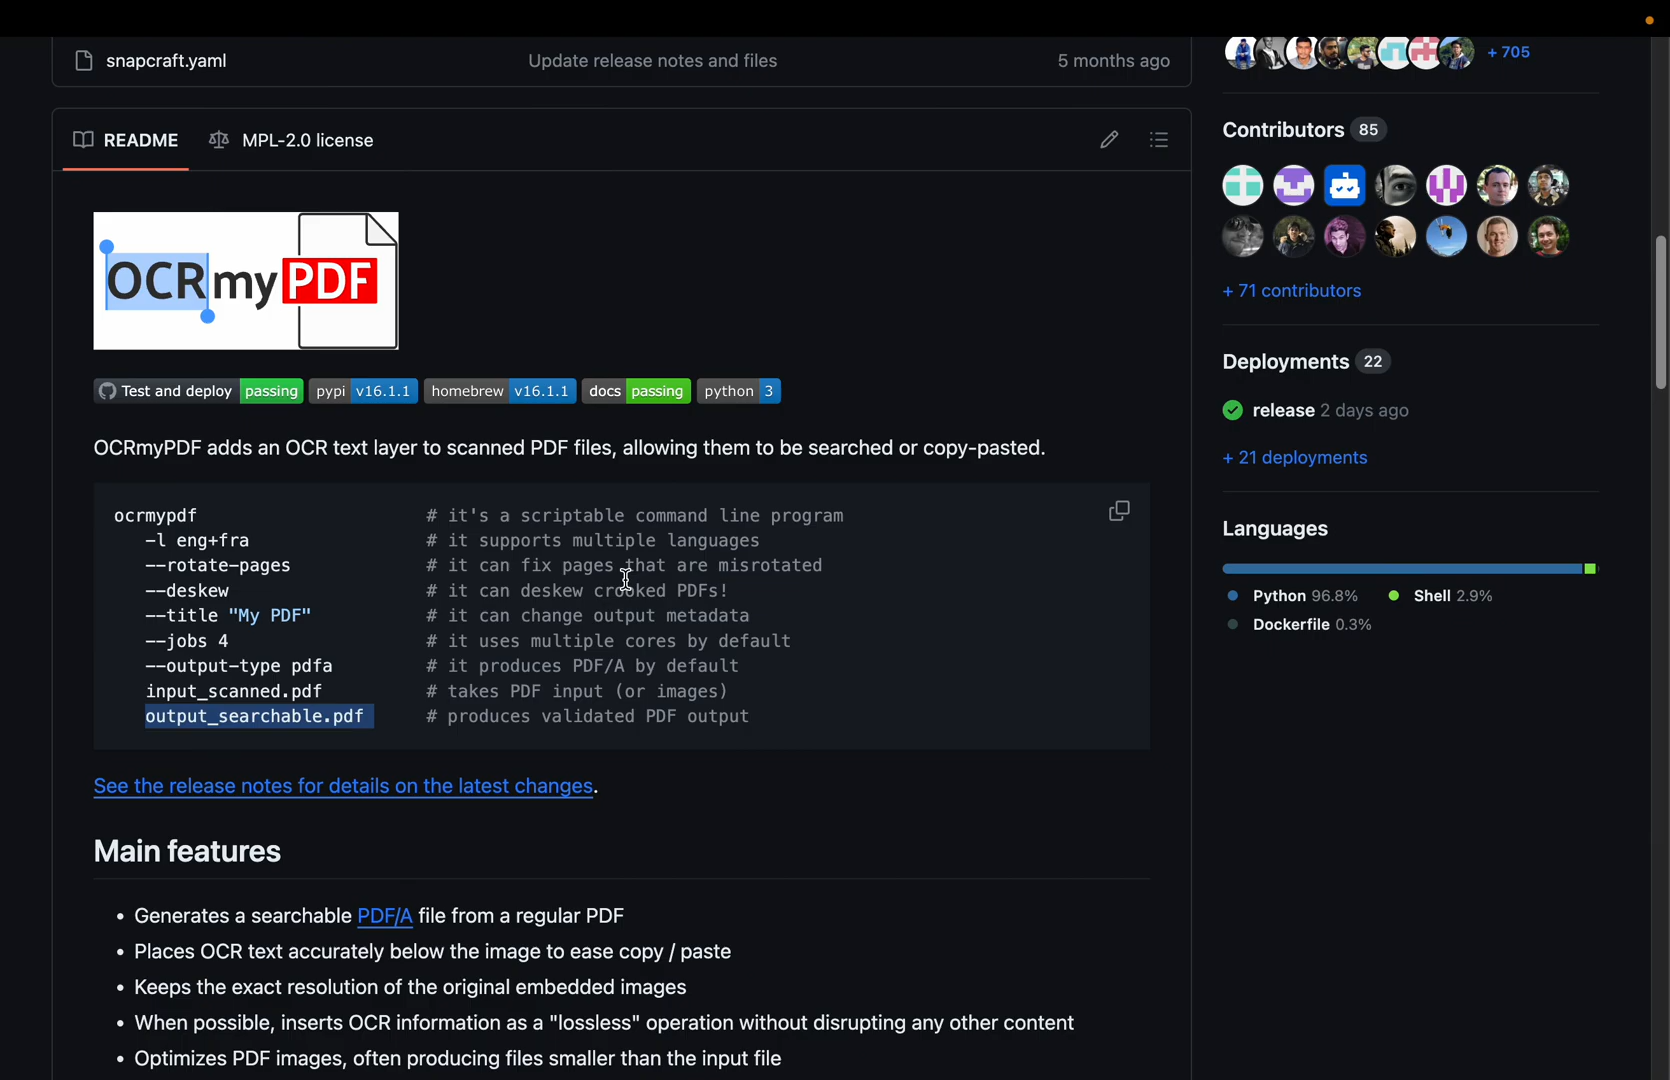 snapcraft.yaml Update release notes and files 5 months ago
+ 705
README MPL-2.0 license
Contributors 85
OCRmyPDF
+ 71 contributors
Deployments 22
Test and deploy passing pypi v16.1.1 homebrew v16.1.1 docs passing python 3
release 2 days ago
OCRmyPDF adds an OCR text layer to scanned PDF files, allowing them to be searched or copy-pasted.
+ 21 deployments
ocrmypdf # it's a scriptable command line program
-l eng+fra # it supports multiple languages
--rotate-pages # it can fix pages that are misrotated
--deskew # it can deskew crooked PDFs!
--title "My PDF" # it can change output metadata
--jobs 4 # it uses multiple cores by default
--output-type pdfa # it produces PDF/A by default
input_scanned.pdf # takes PDF input (or images)
output_searchable.pdf # produces validated PDF output
Languages
Python 96.8% Shell 2.9%
Dockerfile 0.3%
See the release notes for details on the latest changes.
Main features
• Generates a searchable PDF/A file from a regular PDF
• Places OCR text accurately below the image to ease copy / paste
• Keeps the exact resolution of the original embedded images
• When possible, inserts OCR information as a "lossless" operation without disrupting any other content
• Optimizes PDF images, often producing files smaller than the input file